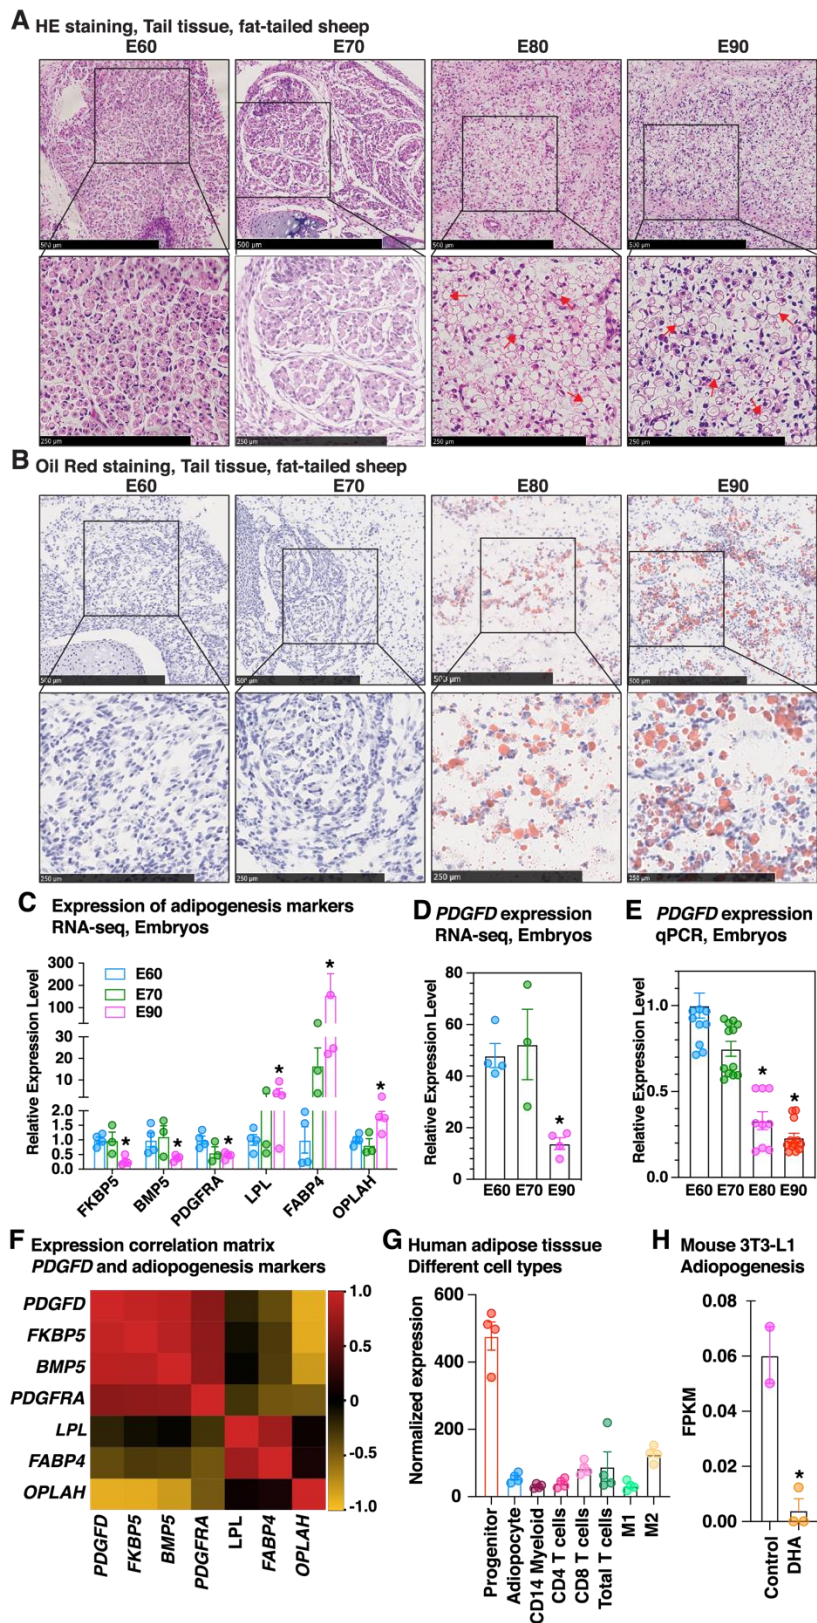 A HE staining, Tail tissue, fat-tailed sheep
E60 E70 E80 E90
500 µm 500 µm 500 µm 500 µm
250 µm 250 µm 250 µm 250 µm
B Oil Red staining, Tail tissue, fat-tailed sheep
E60 E70 E80 E90
500 µm 500 µm 500 µm 500 µm
250 µm 250 µm 250 µm 250 µm
C Expression of adipogenesis markers
RNA-seq, Embryos
Relative Expression Level
300
200
100
30
20
10
2.0
1.5
1.0
0.5
0.0
E60
E70
E90
* * * * * *
FKBP5 BMP5 PDGFRA LPL FABP4 OPLAH
D PDGFD expression
RNA-seq, Embryos
Relative Expression Level
80
60
40
20
0
*
E60 E70 E90
E PDGFD expression
qPCR, Embryos
Relative Expression Level
1.0
0.5
0.0
* *
E60 E70 E80 E90
F Expression correlation matrix
PDGFD and adiopogenesis markers
PDGFD
FKBP5
BMP5
PDGFRA
LPL
FABP4
OPLAH
PDGFD FKBP5 BMP5 PDGFRA LPL FABP4 OPLAH
1.0
0.5
0
-0.5
-1.0
G Human adipose tisssue
Different cell types
Normalized expression
600
400
200
0
Progenitor
Adiopocyte
CD14 Myeloid
CD4 T cells
CD8 T cells
Total T cells
M1
M2
H Mouse 3T3-L1
Adiopogenesis
FPKM
0.08
0.06
0.04
0.02
0.00
*
Control
DHA